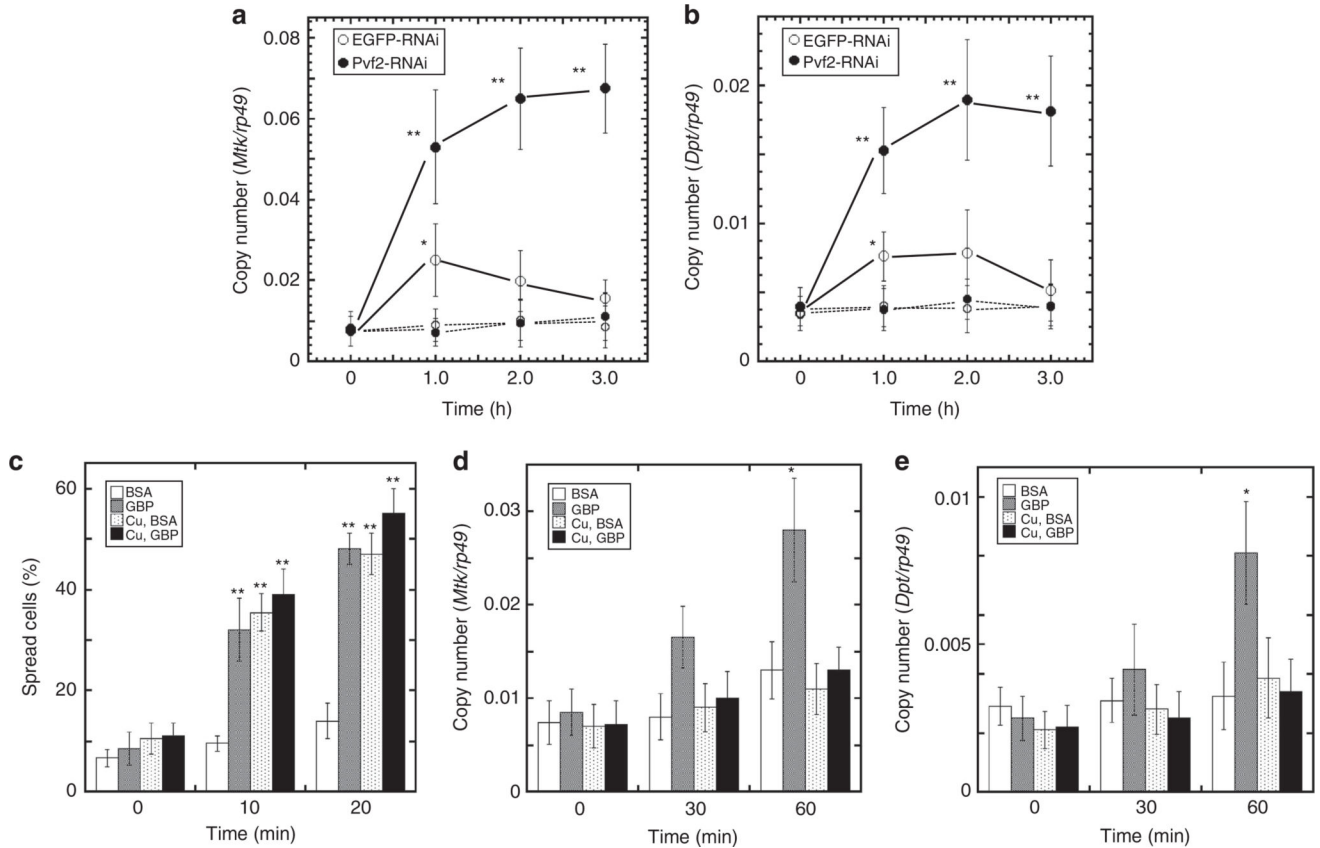 a
Copy number (Mtk/rp49)
0.08
0.06
0.04
0.02
0
EGFP-RNAi
Pvf2-RNAi
**
**
**
*
0 1.0 2.0 3.0
Time (h)
b
Copy number (Dpt/rp49)
0.02
0.01
0
EGFP-RNAi
Pvf2-RNAi
**
**
**
*
0 1.0 2.0 3.0
Time (h)
c
Spread cells (%)
60
40
20
0
BSA
GBP
Cu, BSA
Cu, GBP
** ** **
** ** **
0 10 20
Time (min)
d
Copy number (Mtk/rp49)
0.03
0.02
0.01
0
BSA
GBP
Cu, BSA
Cu, GBP
*
0 30 60
Time (min)
e
Copy number (Dpt/rp49)
0.01
0.005
0
BSA
GBP
Cu, BSA
Cu, GBP
*
0 30 60
Time (min)